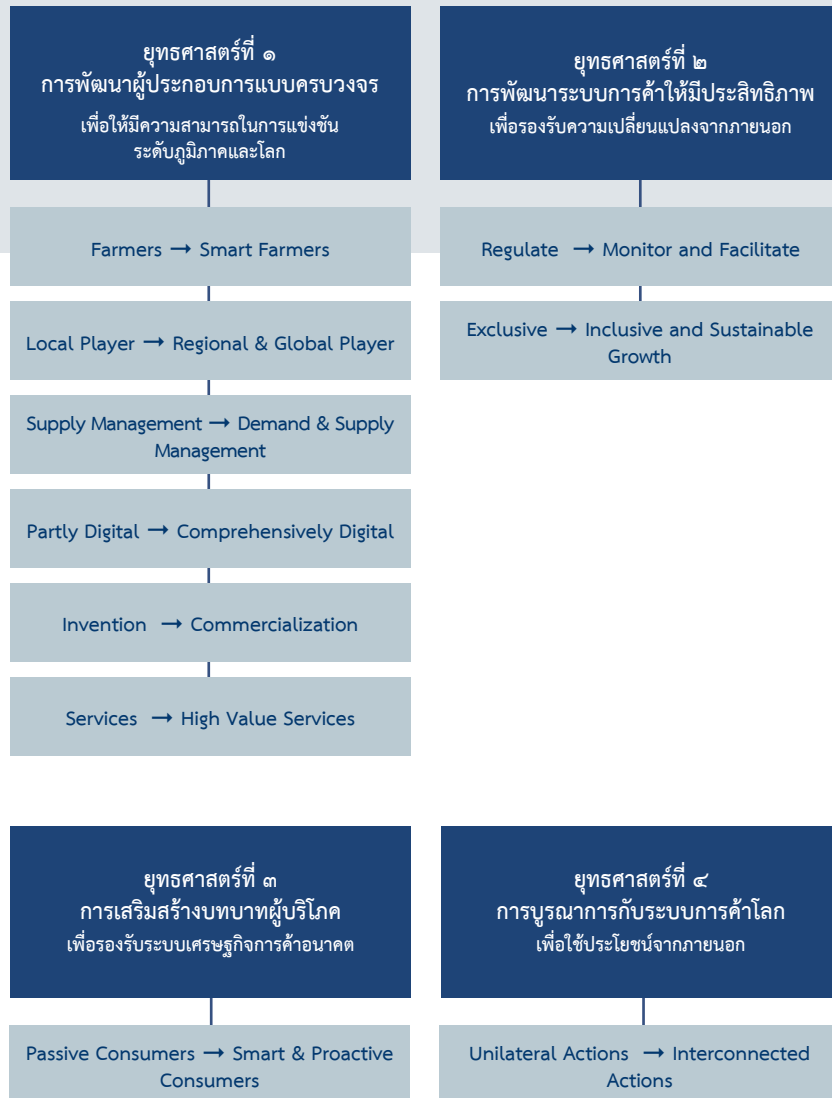 ยุทธศาสตร์ที่ ๑
การพัฒนาผู้ประกอบการแบบครบวงจร
เพื่อให้มีความสามารถในการแข่งขัน
ระดับภูมิภาคและโลก
Farmers → Smart Farmers
Local Player → Regional & Global Player
Supply Management → Demand & Supply
Management
Partly Digital → Comprehensively Digital
Invention → Commercialization
Services → High Value Services
ยุทธศาสตร์ที่ ๒
การพัฒนาระบบการค้าให้มีประสิทธิภาพ
เพื่อรองรับความเปลี่ยนแปลงจากภายนอก
Regulate → Monitor and Facilitate
Exclusive → Inclusive and Sustainable
Growth
ยุทธศาสตร์ที่ ๓
การเสริมสร้างบทบาทผู้บริโภค
เพื่อรองรับระบบเศรษฐกิจการค้าอนาคต
Passive Consumers → Smart & Proactive
Consumers
ยุทธศาสตร์ที่ ๔
การบูรณาการกับระบบการค้าโลก
เพื่อใช้ประโยชน์จากภายนอก
Unilateral Actions → Interconnected
Actions